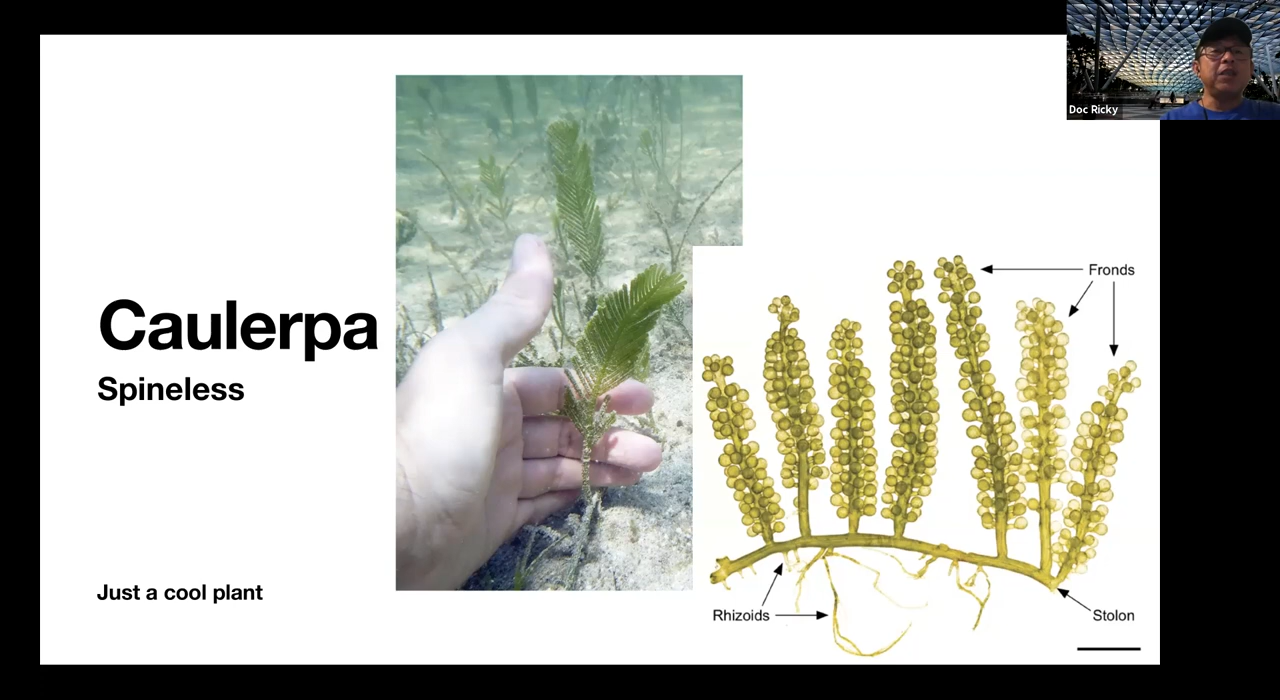 Doc Ricky
Caulerpa
Spineless
Just a cool plant
Fronds
Rhizoids
Stolon